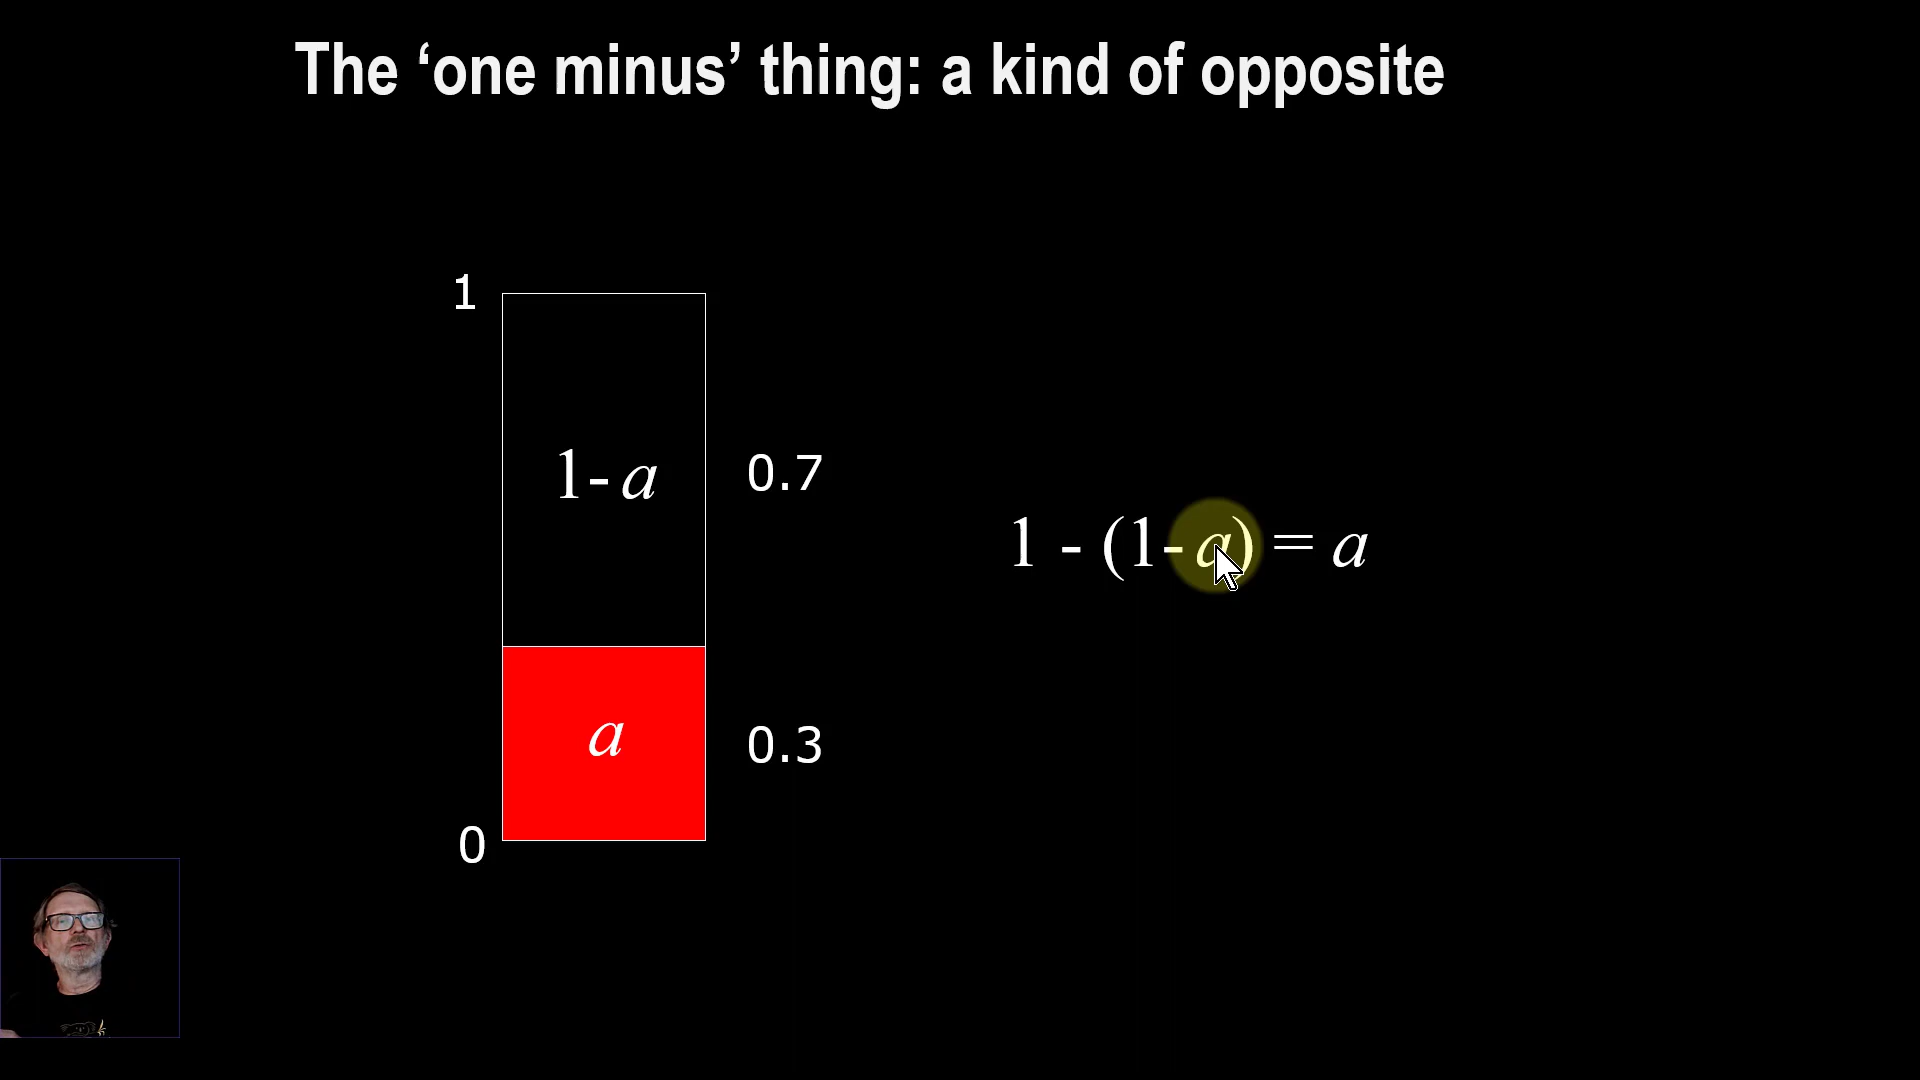 The ‘one minus’ thing: a kind of opposite
1
1- a
0.7
1 - (1- a) = a
a
0.3
0